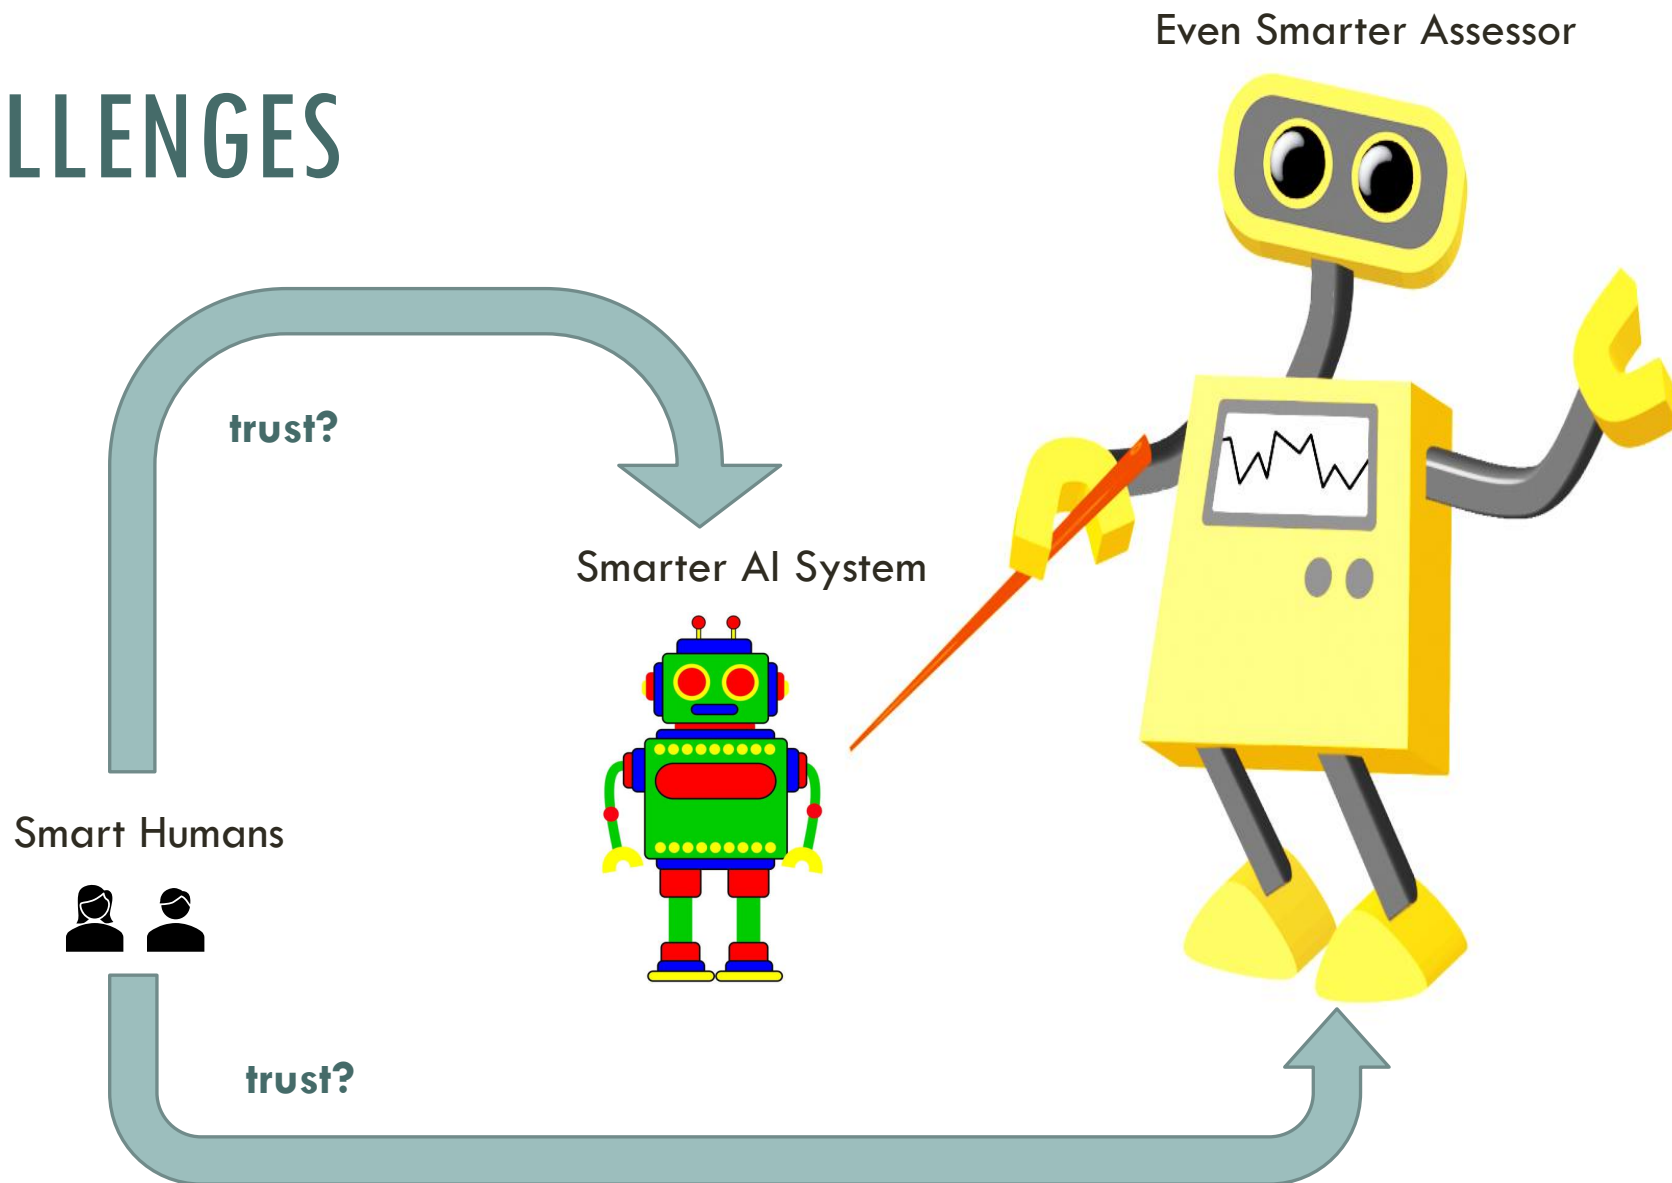 Even Smarter Assessor
LLENGES
trust?
Smarter AI System
Smart Humans
trust?